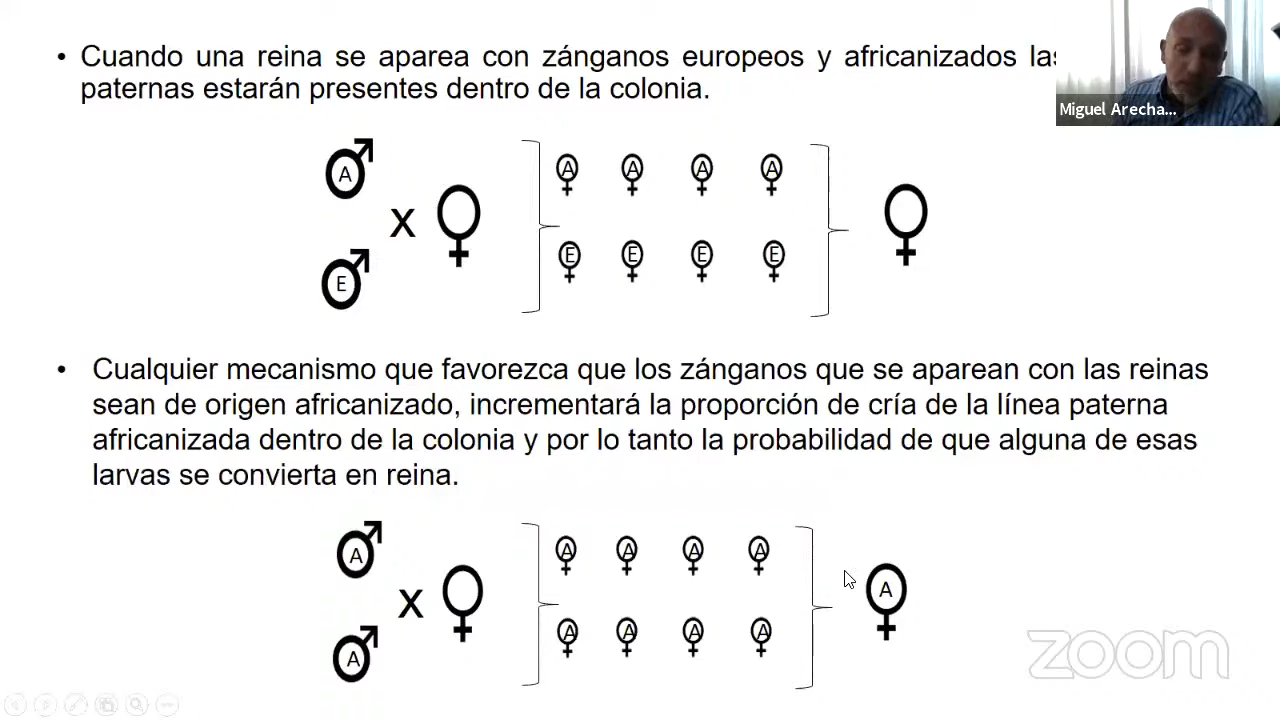 • Cuando una reina se aparea con zánganos europeos y africanizados las
paternas estarán presentes dentro de la colonia.
Miguel Arecha...
A
A A A A
X
E E E E
E
• Cualquier mecanismo que favorezca que los zánganos que se aparean con las reinas
sean de origen africanizado, incrementará la proporción de cría de la línea paterna
africanizada dentro de la colonia y por lo tanto la probabilidad de que alguna de esas
larvas se convierta en reina.
A
A A A A
A
X
A A A A
A
zoom